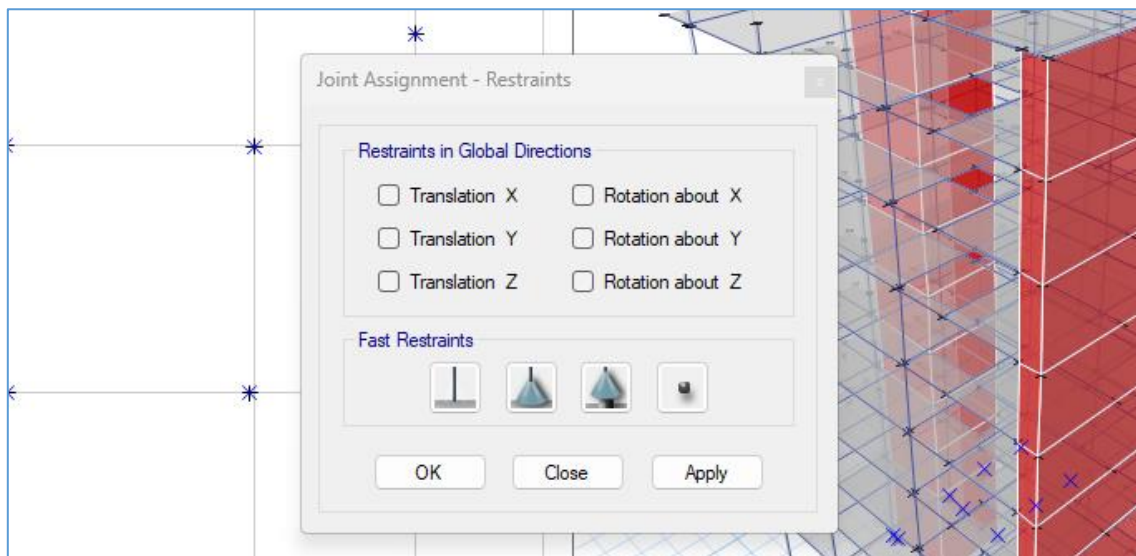 Joint Assignment - Restraints
Restraints in Global Directions
Translation X Rotation about X
Translation Y Rotation about Y
Translation Z Rotation about Z
Fast Restraints
OK Close Apply